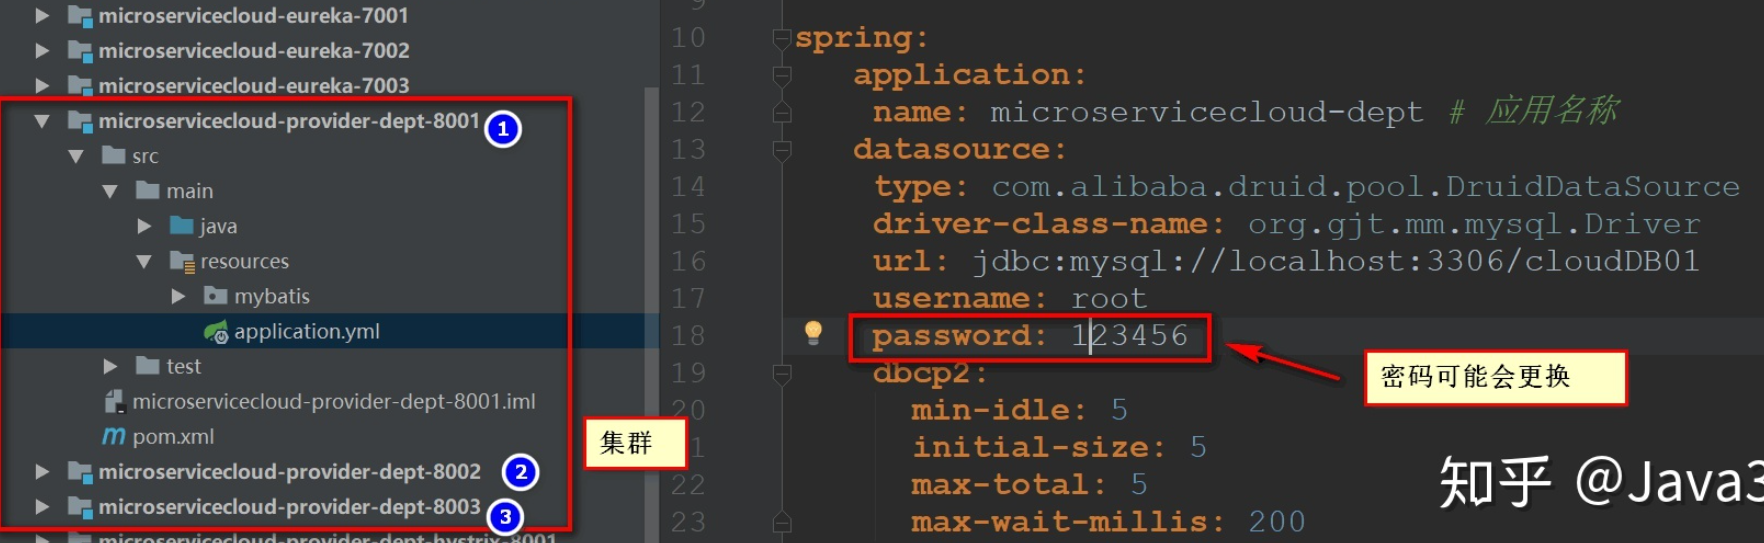 microservicecloud-eureka-7001
microservicecloud-eureka-7002
microservicecloud-eureka-7003
microservicecloud-provider-dept-8001 1
src
main
java
resources
mybatis
application.yml
test
microservicecloud-provider-dept-8001.iml
pom.xml
microservicecloud-provider-dept-8002 2
microservicecloud-provider-dept-8003 3
microservicecloud-provider-dept-hystrix-8001
集群
9
10 spring:
11 application:
12 name: microservicecloud-dept # 应用名称
13 datasource:
14 type: com.alibaba.druid.pool.DruidDataSource
15 driver-class-name: org.gjt.mm.mysql.Driver
16 url: jdbc:mysql://localhost:3306/cloudDB01
17 username: root
18 password: 123456
密码可能会更换
19 dbcp2:
20 min-idle: 5
1 initial-size: 5
22 max-total: 5
23 max-wait-millis: 200
知乎 @Java3